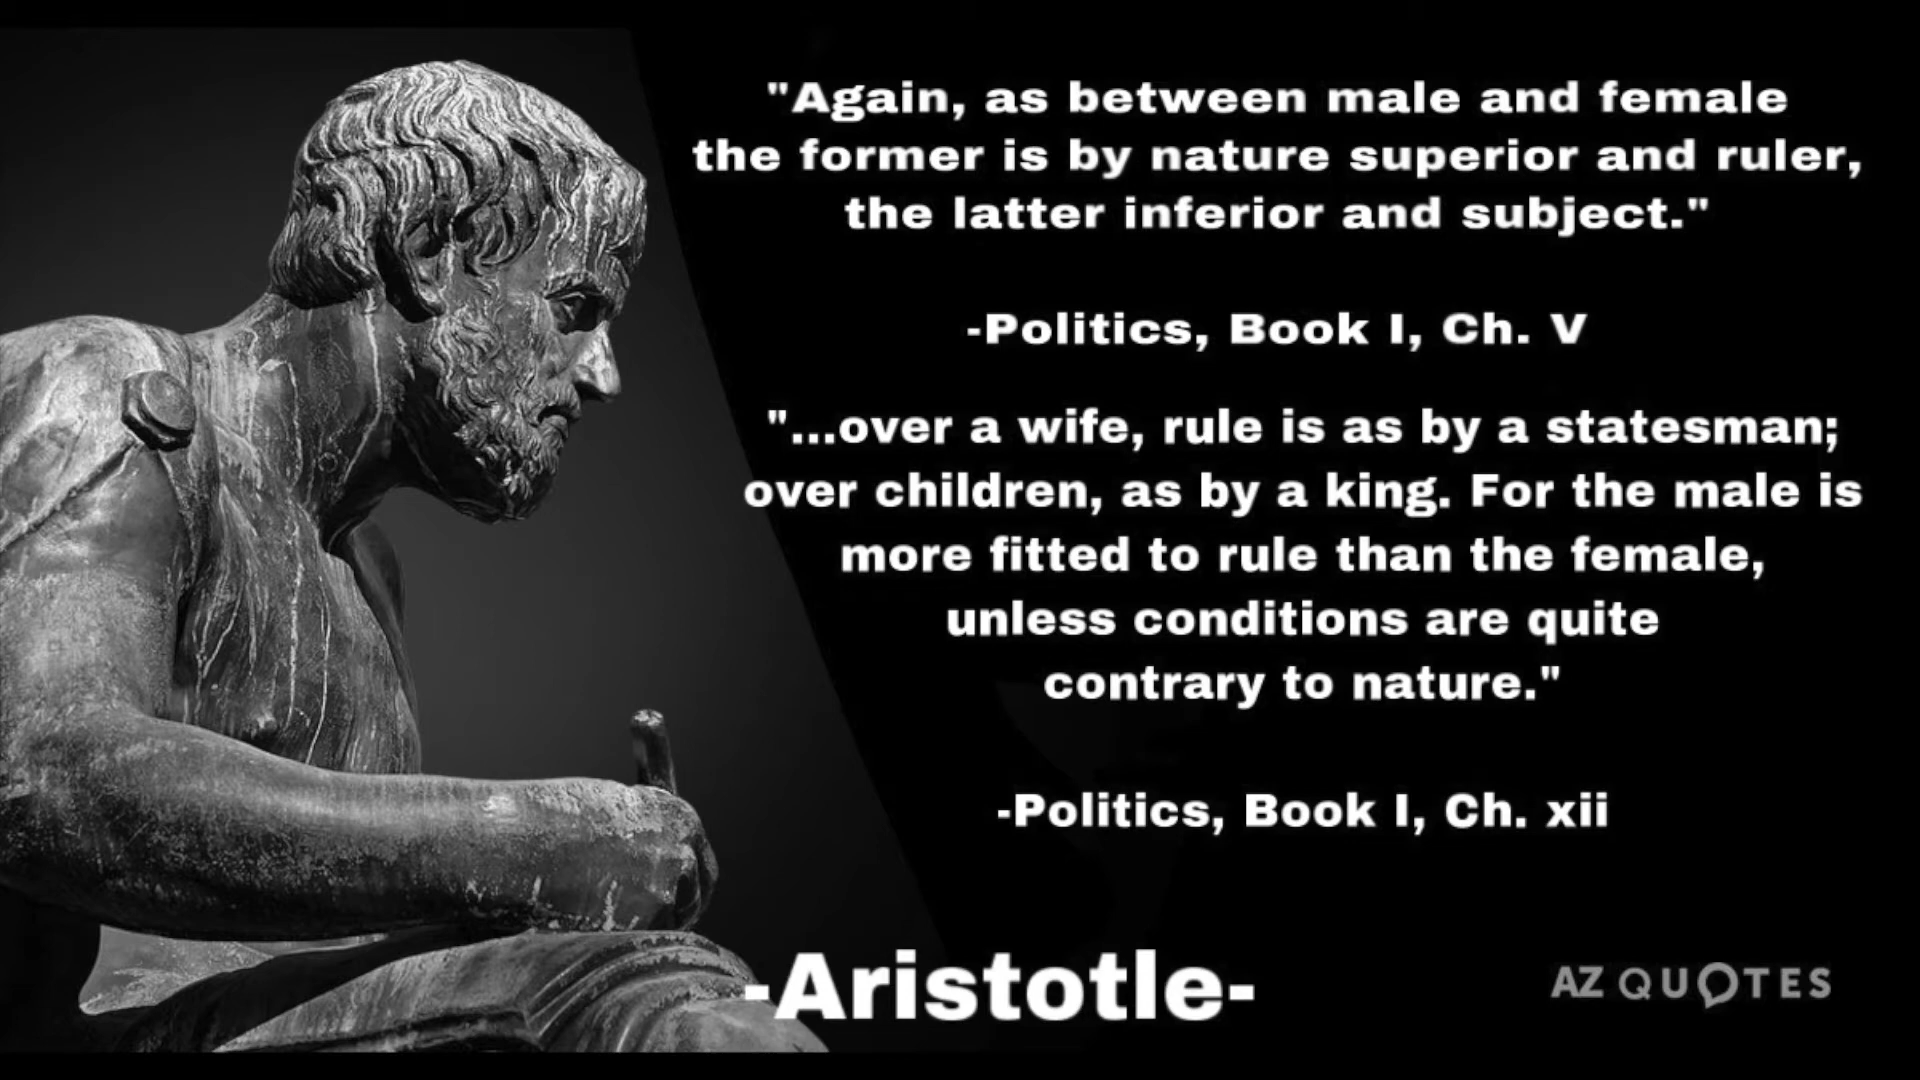 "Again, as between male and female
the former is by nature superior and ruler,
the latter inferior and subject."
-Politics, Book I, Ch. V
"...over a wife, rule is as by a statesman;
over children, as by a king. For the male is
more fitted to rule than the female,
unless conditions are quite
contrary to nature."
-Politics, Book I, Ch. xii
-Aristotle-
AZ QUOTES